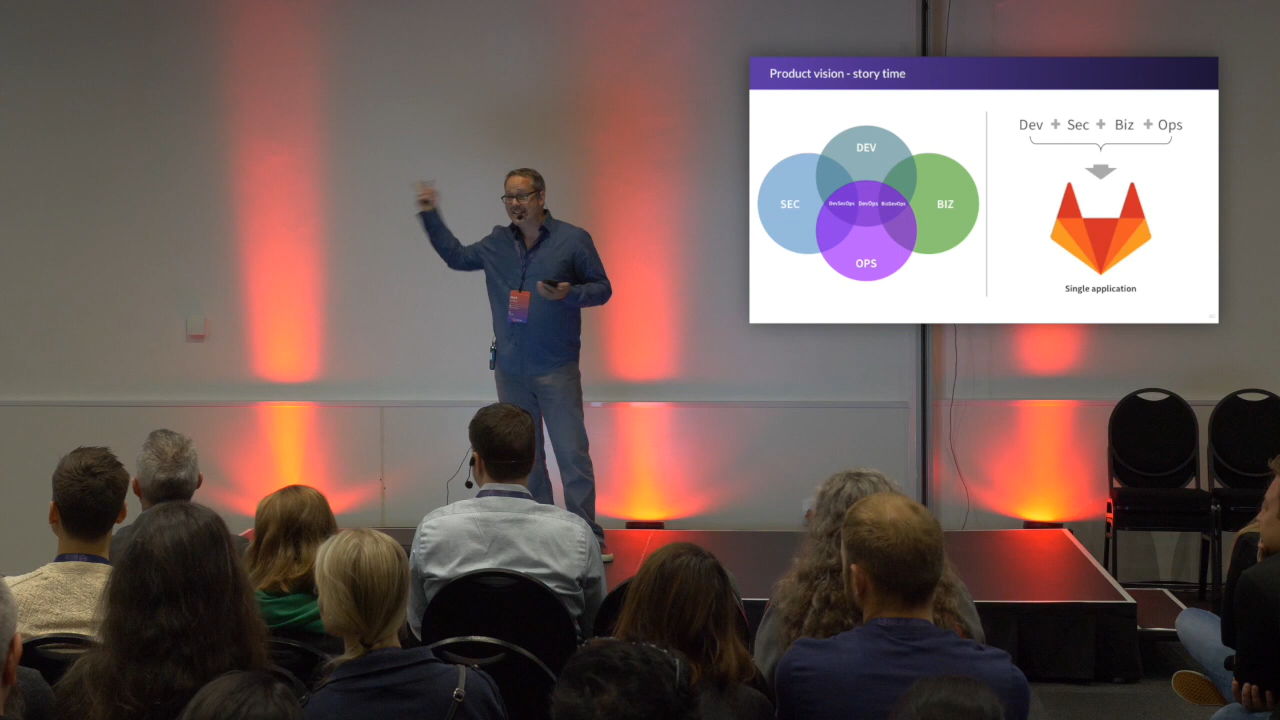 Product vision - story time
DEV
SEC
DevSecOps
DevOps
BizDevOps
BIZ
OPS
Dev + Sec + Biz + Ops
Single application